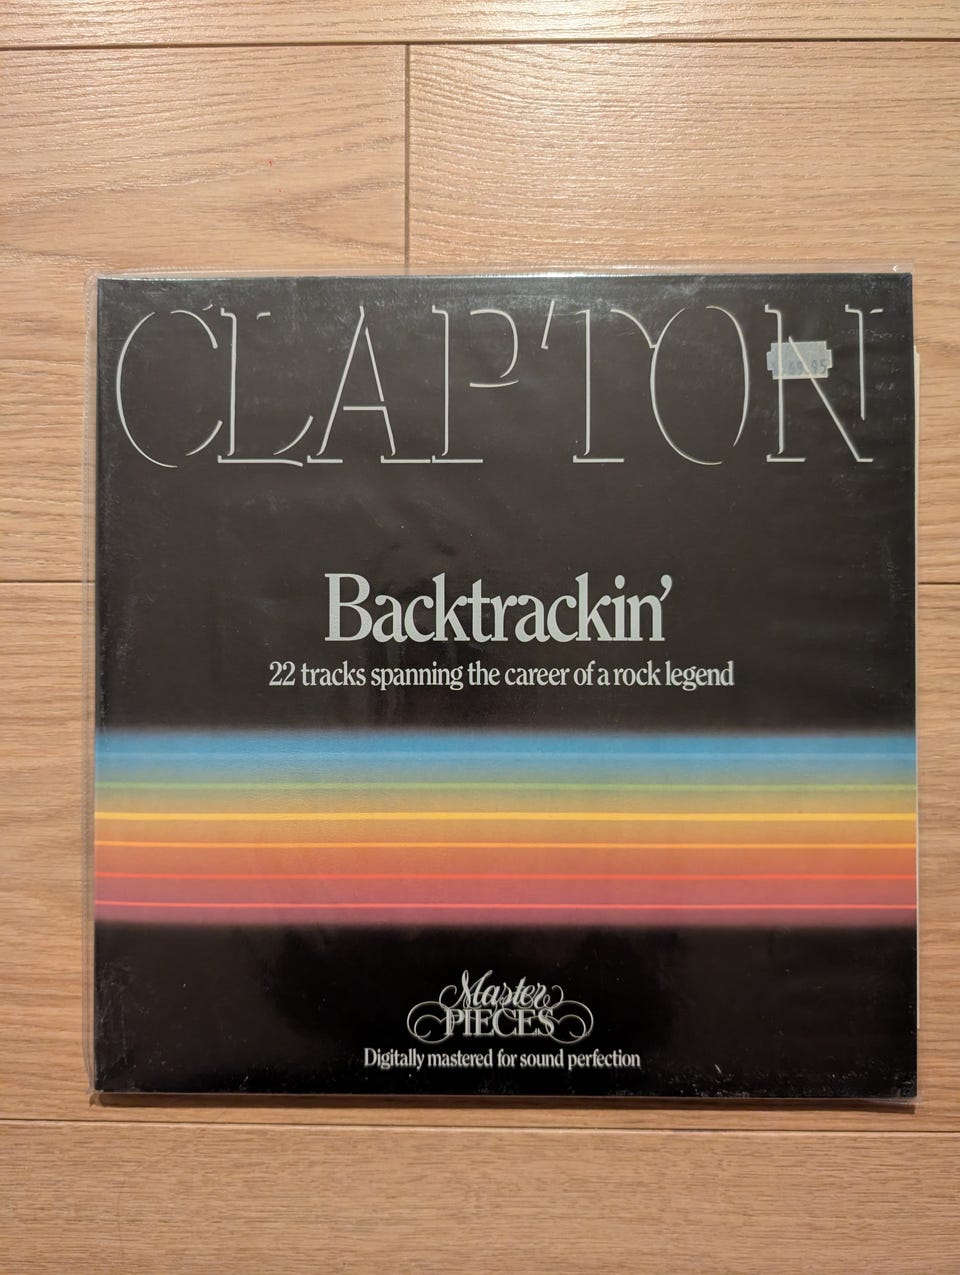 CLAPTON
Backtrackin'
22 tracks spanning the career of a rock legend
Master
PIECES
Digitally mastered for sound perfection